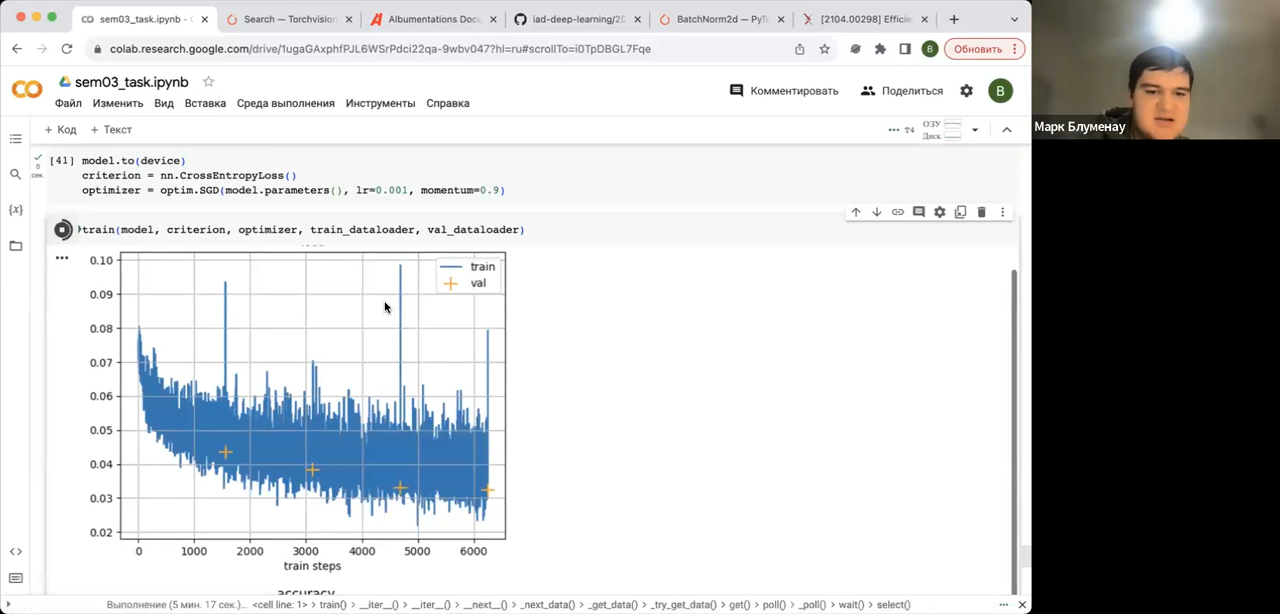 sem03_task.ipynb -
Search — Torchvision
Albumentations Doc
iad-deep-learning/20
BatchNorm2d — PyT
[2104.00298] Efficie
colab.research.google.com/drive/1ugaGAxphfPJL6WSrPdci22qa-9wbv047?hl=ru#scrollTo=i0TpDBGL7Fqe
B
Обновить
sem03_task.ipynb
Комментировать
Поделиться
B
Файл Изменить Вид Вставка Среда выполнения Инструменты Справка
+ Код + Текст
T4
ОЗУ
Диск
Марк Блуменау
[41] model.to(device)
0
сек.
criterion = nn.CrossEntropyLoss()
optimizer = optim.SGD(model.parameters(), lr=0.001, momentum=0.9)
{x}
train(model, criterion, optimizer, train_dataloader, val_dataloader)
0.10
0.09
0.08
0.07
0.06
0.05
0.04
0.03
0.02
train
val
0 1000 2000 3000 4000 5000 6000
train steps
accuracy
Выполнение (5 мин. 17 сек.)... <cell line: 1> > train() > __iter__() > __iter__() > __next__() > _next_data() > _get_data() > _try_get_data() > get() > poll() > _poll() > wait() > select()